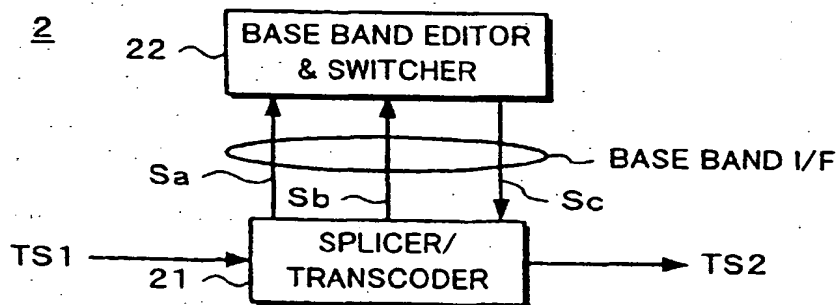 2
22
BASE BAND EDITOR
& SWITCHER
BASE BAND I/F
Sa
Sb
Sc
TS1
21
SPLICER/
TRANSCODER
TS2